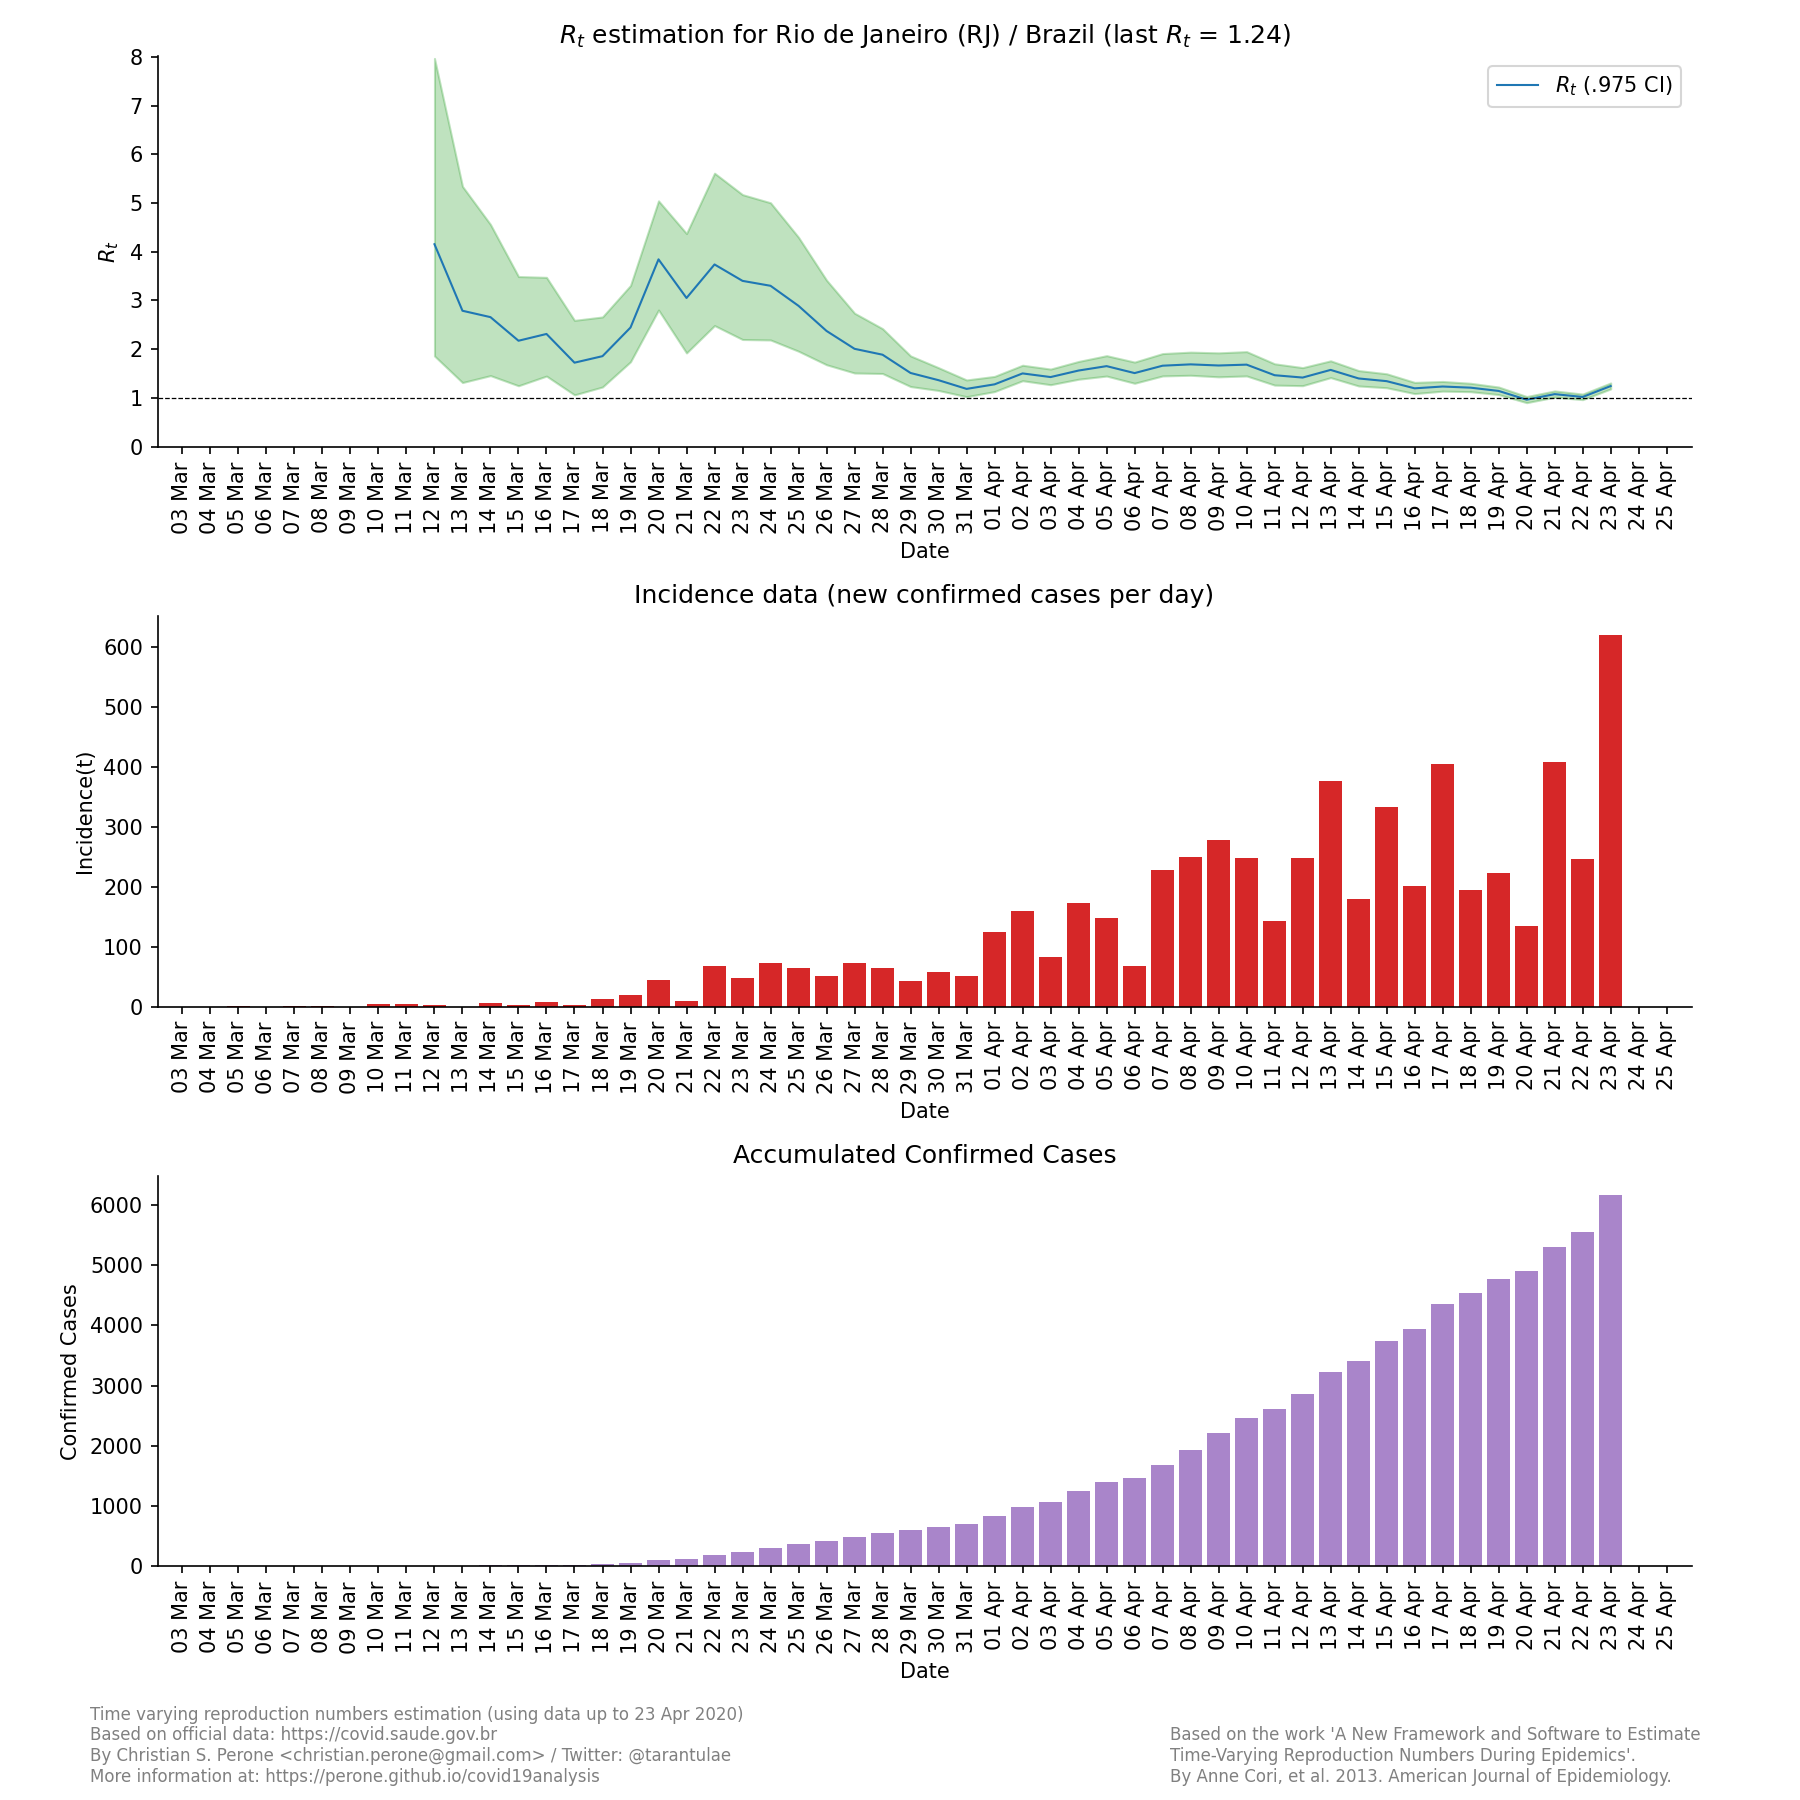 Rt estimation for Rio de Janeiro (RJ) / Brazil (last Rt = 1.24)
Rt (.975 CI)
Rt
8
7
6
5
4
3
2
1
0
03 Mar 04 Mar 05 Mar 06 Mar 07 Mar 08 Mar 09 Mar 10 Mar 11 Mar 12 Mar 13 Mar 14 Mar 15 Mar 16 Mar 17 Mar 18 Mar 19 Mar 20 Mar 21 Mar 22 Mar 23 Mar 24 Mar 25 Mar 26 Mar 27 Mar 28 Mar 29 Mar 30 Mar 31 Mar 01 Apr 02 Apr 03 Apr 04 Apr 05 Apr 06 Apr 07 Apr 08 Apr 09 Apr 10 Apr 11 Apr 12 Apr 13 Apr 14 Apr 15 Apr 16 Apr 17 Apr 18 Apr 19 Apr 20 Apr 21 Apr 22 Apr 23 Apr 24 Apr 25 Apr
Date
Incidence data (new confirmed cases per day)
Incidence(t)
600
500
400
300
200
100
0
03 Mar 04 Mar 05 Mar 06 Mar 07 Mar 08 Mar 09 Mar 10 Mar 11 Mar 12 Mar 13 Mar 14 Mar 15 Mar 16 Mar 17 Mar 18 Mar 19 Mar 20 Mar 21 Mar 22 Mar 23 Mar 24 Mar 25 Mar 26 Mar 27 Mar 28 Mar 29 Mar 30 Mar 31 Mar 01 Apr 02 Apr 03 Apr 04 Apr 05 Apr 06 Apr 07 Apr 08 Apr 09 Apr 10 Apr 11 Apr 12 Apr 13 Apr 14 Apr 15 Apr 16 Apr 17 Apr 18 Apr 19 Apr 20 Apr 21 Apr 22 Apr 23 Apr 24 Apr 25 Apr
Date
Accumulated Confirmed Cases
Confirmed Cases
6000
5000
4000
3000
2000
1000
0
03 Mar 04 Mar 05 Mar 06 Mar 07 Mar 08 Mar 09 Mar 10 Mar 11 Mar 12 Mar 13 Mar 14 Mar 15 Mar 16 Mar 17 Mar 18 Mar 19 Mar 20 Mar 21 Mar 22 Mar 23 Mar 24 Mar 25 Mar 26 Mar 27 Mar 28 Mar 29 Mar 30 Mar 31 Mar 01 Apr 02 Apr 03 Apr 04 Apr 05 Apr 06 Apr 07 Apr 08 Apr 09 Apr 10 Apr 11 Apr 12 Apr 13 Apr 14 Apr 15 Apr 16 Apr 17 Apr 18 Apr 19 Apr 20 Apr 21 Apr 22 Apr 23 Apr 24 Apr 25 Apr
Date
Time varying reproduction numbers estimation (using data up to 23 Apr 2020)
Based on official data: https://covid.saude.gov.br
By Christian S. Perone <christian.perone@gmail.com> / Twitter: @tarantulae
More information at: https://perone.github.io/covid19analysis
Based on the work 'A New Framework and Software to Estimate
Time-Varying Reproduction Numbers During Epidemics'.
By Anne Cori, et al. 2013. American Journal of Epidemiology.